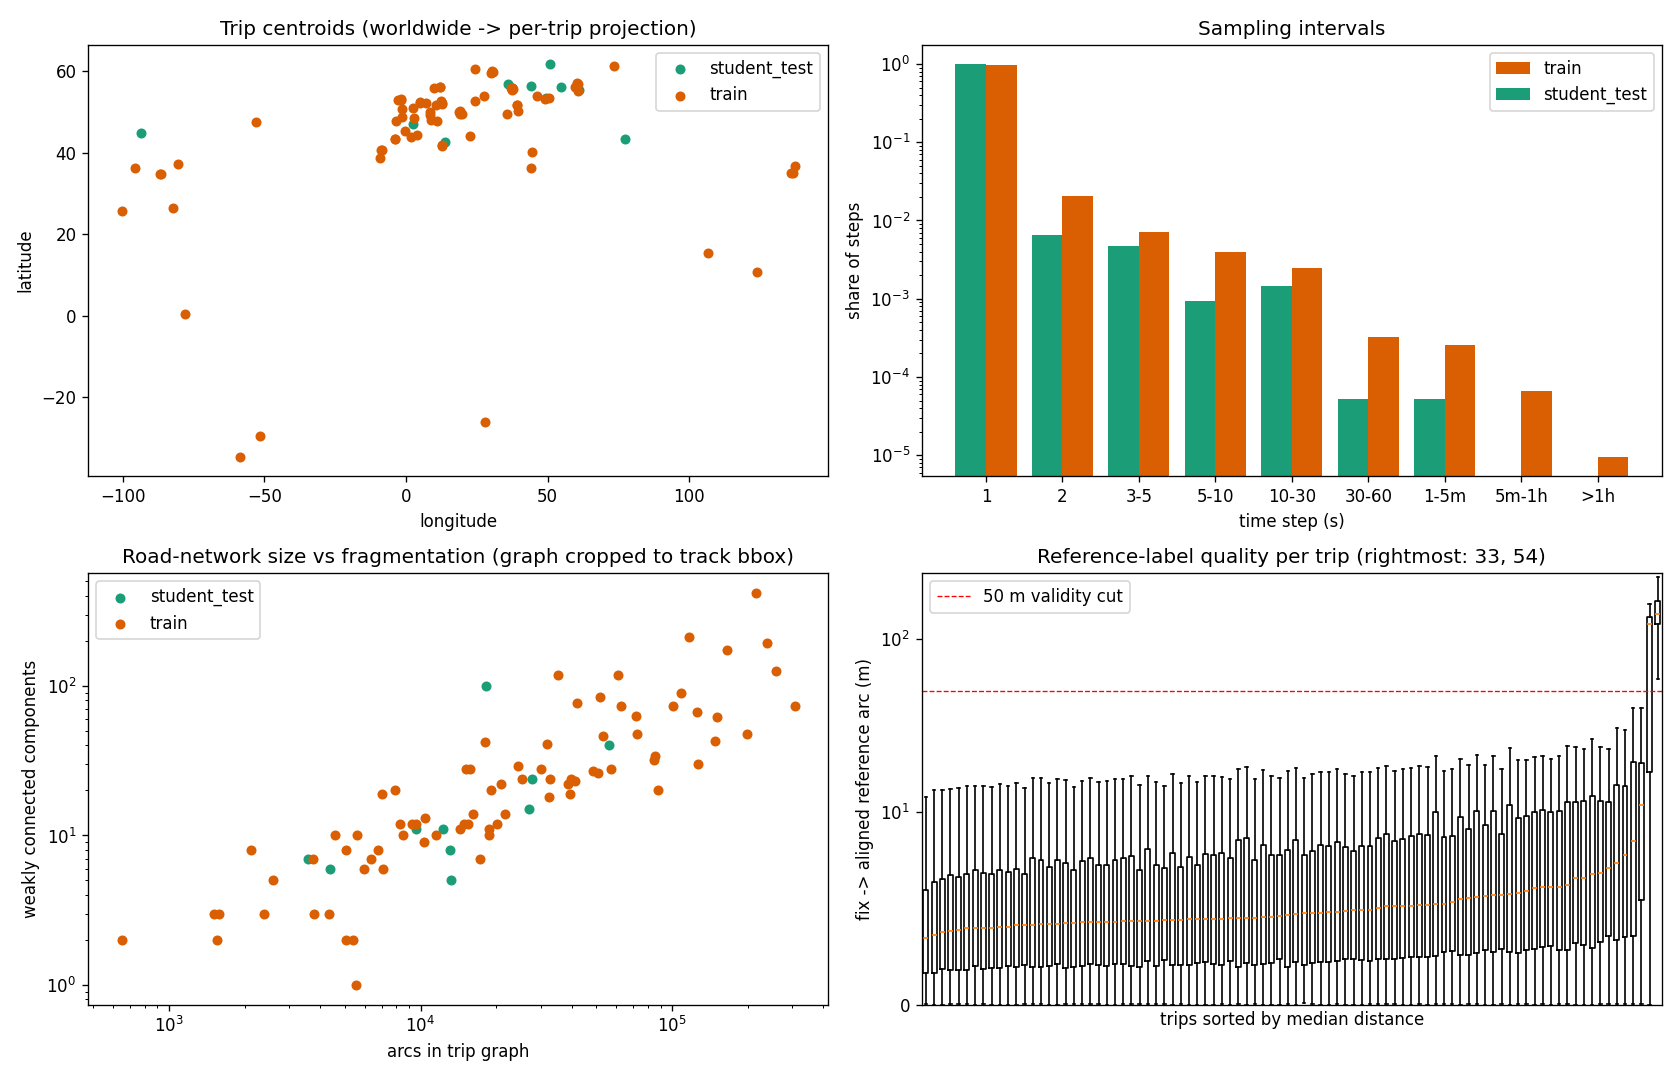 Trip centroids (worldwide -> per-trip projection)
student_test
train
60
40
20
0
−20
latitude
−100
−50
0
50
100
longitude
Sampling intervals
train
student_test
10^0
10^-1
10^-2
10^-3
10^-4
10^-5
share of steps
1
2
3-5
5-10
10-30
30-60
1-5m
5m-1h
>1h
time step (s)
Road-network size vs fragmentation (graph cropped to track bbox)
student_test
train
10^2
10^1
10^0
weakly connected components
10^3
10^4
10^5
arcs in trip graph
Reference-label quality per trip (rightmost: 33, 54)
50 m validity cut
10^2
10^1
0
fix -> aligned reference arc (m)
trips sorted by median distance